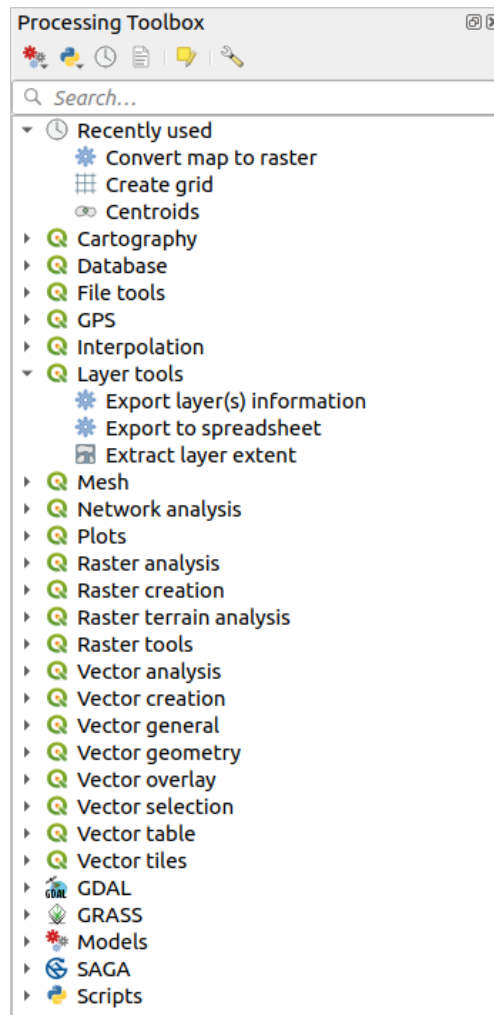 Processing Toolbox
Search...
Recently used
Convert map to raster
Create grid
Centroids
Cartography
Database
File tools
GPS
Interpolation
Layer tools
Export layer(s) information
Export to spreadsheet
Extract layer extent
Mesh
Network analysis
Plots
Raster analysis
Raster creation
Raster terrain analysis
Raster tools
Vector analysis
Vector creation
Vector general
Vector geometry
Vector overlay
Vector selection
Vector table
Vector tiles
GDAL GDAL
GRASS
Models
SAGA
Scripts